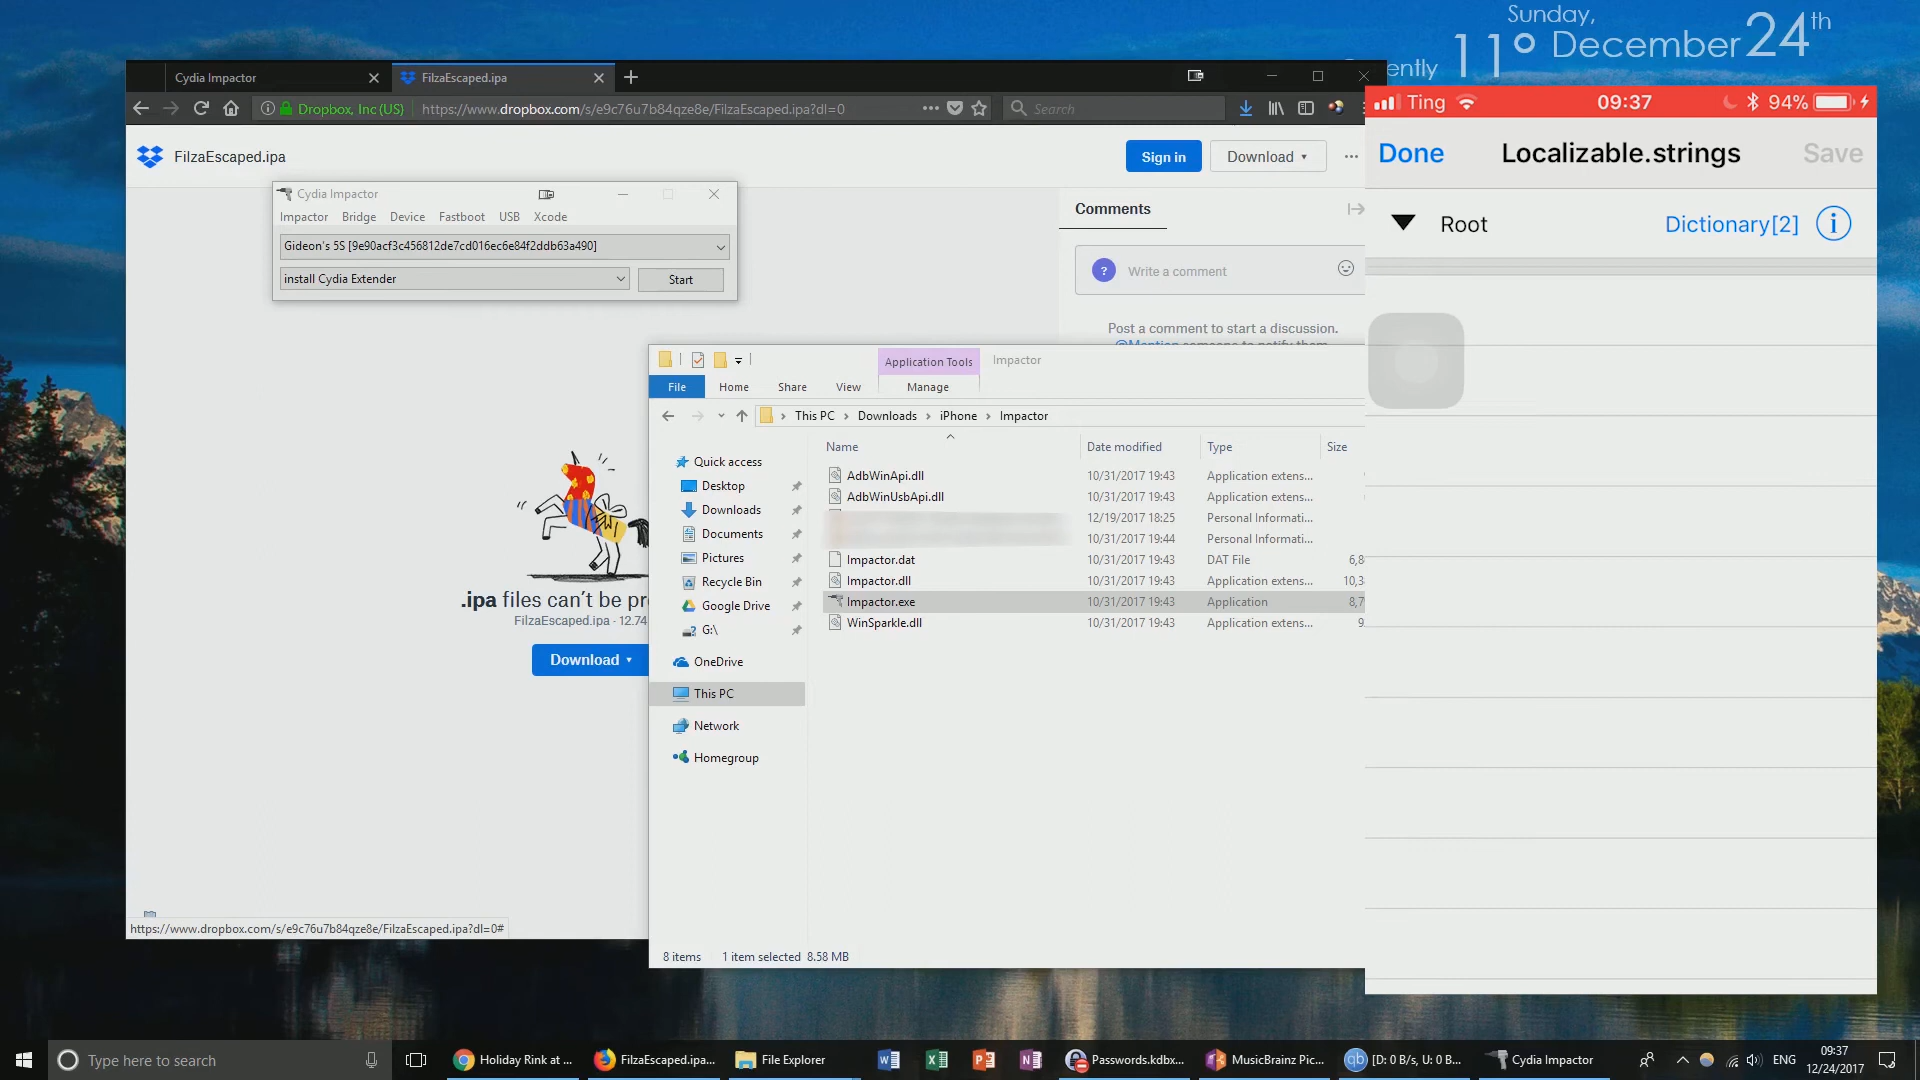 Sunday,
11° December 24th
ently
Cydia Impactor
FilzaEscaped.ipa
Dropbox, Inc (US)
https://www.dropbox.com/s/e9c76u7b84qze8e/FilzaEscaped.ipa?dl=0
Search
FilzaEscaped.ipa
Sign in
Download
Cydia Impactor
Impactor Bridge Device Fastboot USB Xcode
Gideon's 5S [9e90acf3c456812de7cd016ec6e84f2ddb63a490]
install Cydia Extender
Start
Comments
? Write a comment
Post a comment to start a discussion.
.ipa files can't be pr
FilzaEscaped.ipa · 12.74
Download
https://www.dropbox.com/s/e9c76u7b84qze8e/FilzaEscaped.ipa?dl=0#
Application Tools
Impactor
File Home Share View Manage
This PC > Downloads > iPhone > Impactor
Name Date modified Type Size
Quick access
Desktop
Downloads
Documents
Pictures
Recycle Bin
Google Drive
G:\
OneDrive
This PC
Network
Homegroup
AdbWinApi.dll 10/31/2017 19:43 Application extens...
AdbWinUsbApi.dll 10/31/2017 19:43 Application extens...
12/19/2017 18:25 Personal Informati...
10/31/2017 19:44 Personal Informati...
Impactor.dat 10/31/2017 19:43 DAT File 6,8
Impactor.dll 10/31/2017 19:43 Application extens... 10,3
Impactor.exe 10/31/2017 19:43 Application 8,7
WinSparkle.dll 10/31/2017 19:43 Application extens... 9
8 items 1 item selected 8.58 MB
Ting 09:37 94%
Done Localizable.strings Save
Root Dictionary[2] i
Type here to search
Holiday Rink at ...
FilzaEscaped.ipa...
File Explorer
Passwords.kdbx...
MusicBrainz Pic...
[D: 0 B/s, U: 0 B...
Cydia Impactor
ENG
09:37
12/24/2017